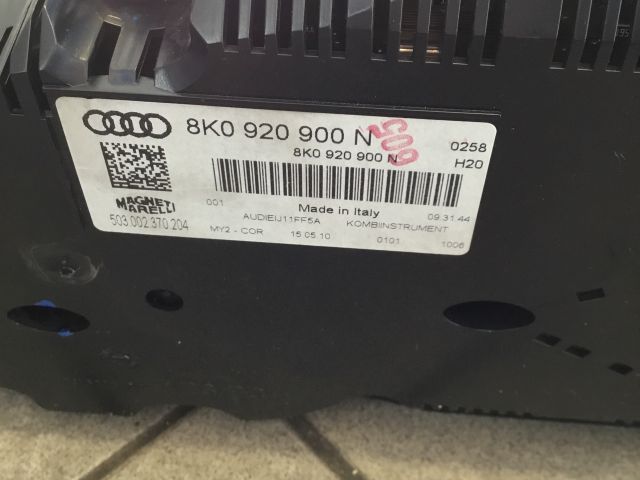 8K0 920 900 N
509
0258
8K0 920 900 N
H20
MAGNETI
MARELLI
503.002.370.204
001
Made in Italy
09.31.44
AUDIEIJ11FF5A
KOMBIINSTRUMENT
MY2 - COR
15.05.10
0101
1006